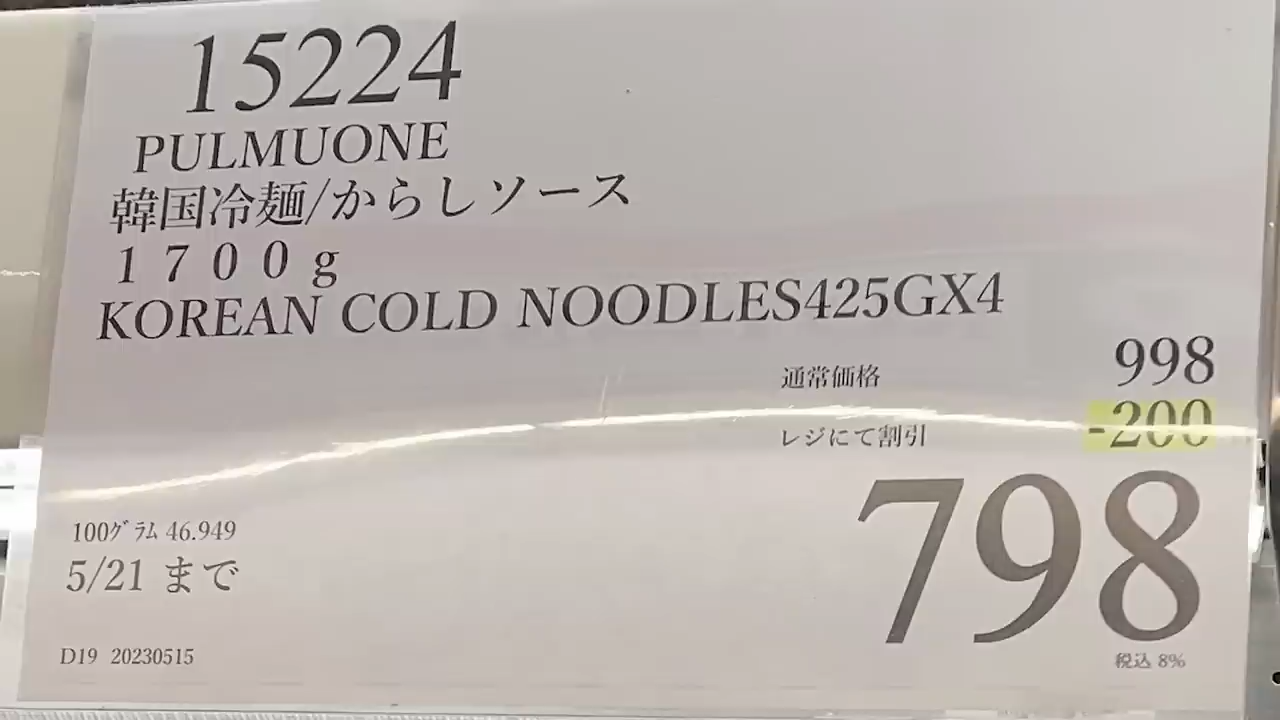 15224
PULMUONE
韓国冷麺/からしソース
１７００ｇ
KOREAN COLD NOODLES425GX4
通常価格 998
レジにて割引 -200
798
税込 8%
100ｸﾞﾗﾑ 46.949
5/21 まで
D19 20230515